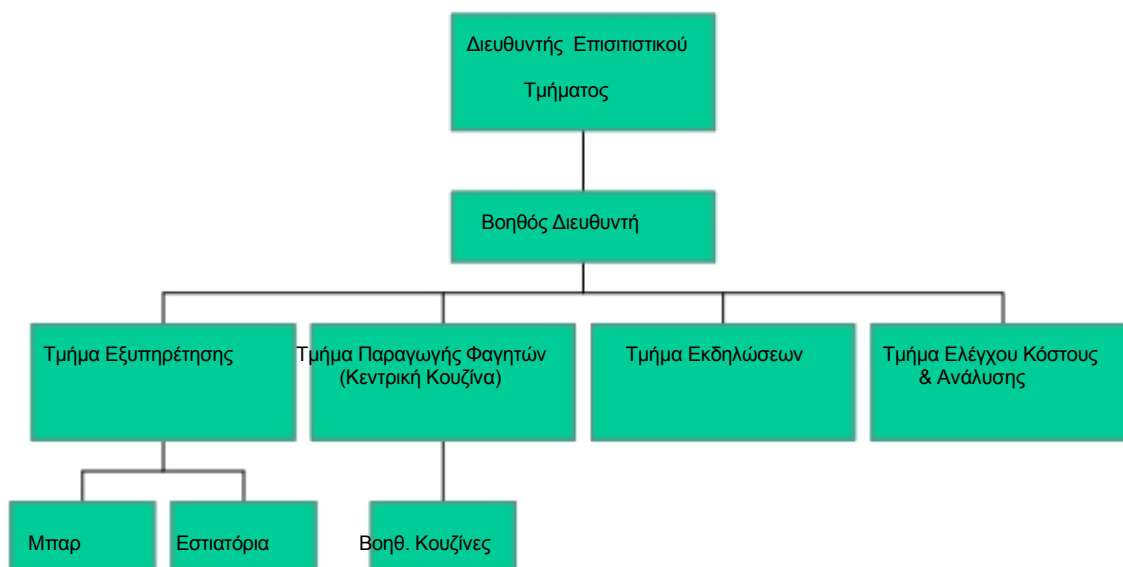 Διευθυντής Επισιτιστικού
Τμήματος
Βοηθός Διευθυντή
Τμήμα Εξυπηρέτησης
Τμήμα Παραγωγής Φαγητών
(Κεντρική Κουζίνα)
Τμήμα Εκδηλώσεων
Τμήμα Ελέγχου Κόστους
& Ανάλυσης
Μπαρ
Εστιατόρια
Βοηθ. Κουζίνες